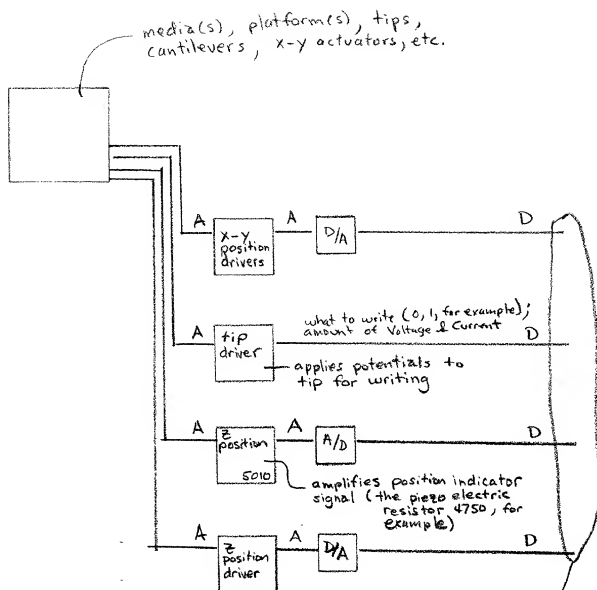 media(s), platform(s), tips,
cantilevers, x-y actuators, etc.
A
x-y
position
drivers
A
D/A
D
A
tip
driver
what to write (0, 1, for example);
amount of Voltage & Current
D
applies potentials to
tip for writing
A
z
position
5010
A
A/D
D
amplifies position indicator
signal (the piezo electric
resistor 4750, for
example)
A
z
position
driver
A
D/A
D